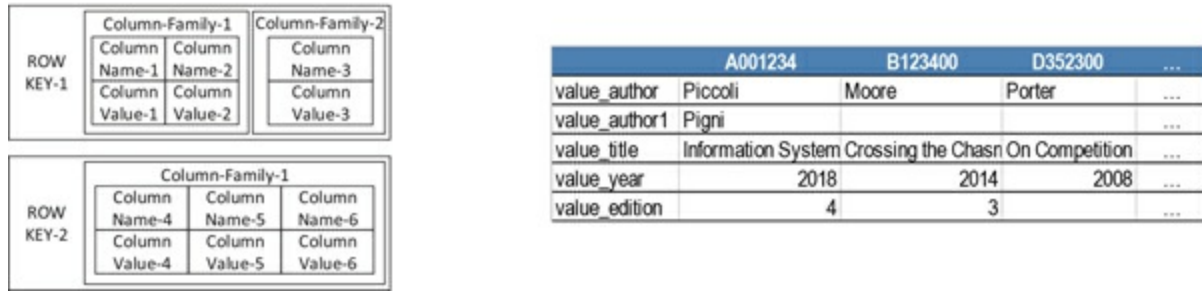 Column-Family-1 Column-Family-2
ROW KEY-1
Column Name-1 Column Name-2 Column Name-3
Column Value-1 Column Value-2 Column Value-3
Column-Family-1
ROW KEY-2
Column Name-4 Column Name-5 Column Name-6
Column Value-4 Column Value-5 Column Value-6
A001234 B123400 D352300 ...
value_author Piccoli Moore Porter ...
value_author1 Pigni ...
value_title Information System Crossing the Chasn On Competition ...
value_year 2018 2014 2008 ...
value_edition 4 3 ...